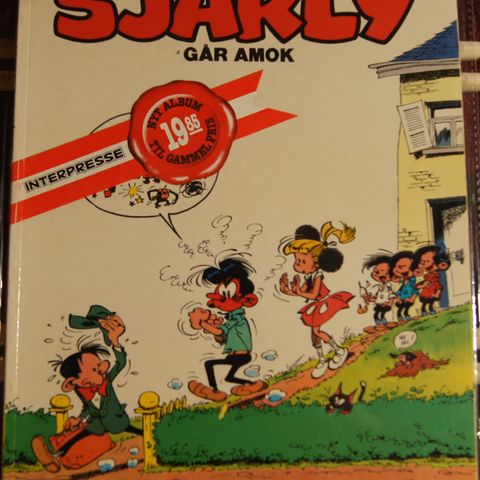 SJARLY
GÅR AMOK
NYT ALBUM
19 85
TIL GAMMEL PRIS
INTERPRESSE